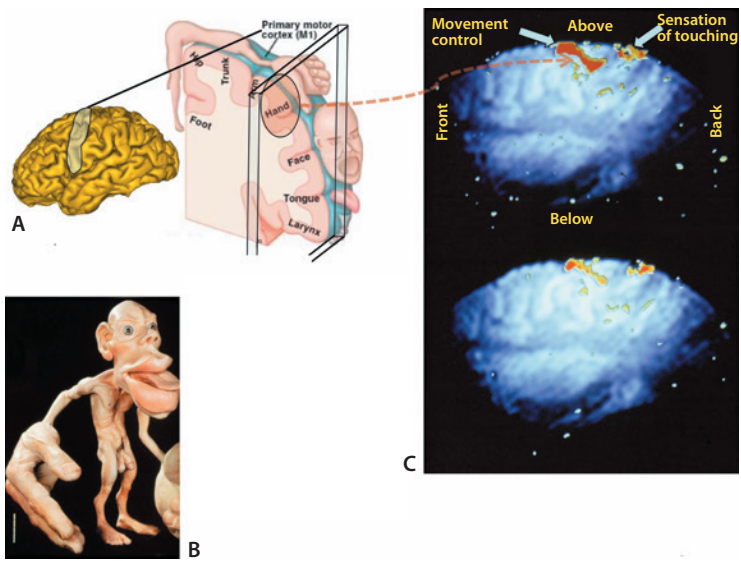 Primary motor
cortex (M1)
Hip
Trunk
Arm
Hand
Foot
Face
Tongue
Larynx
A
B
Movement
control
Above
Sensation
of touching
Front
Back
Below
C